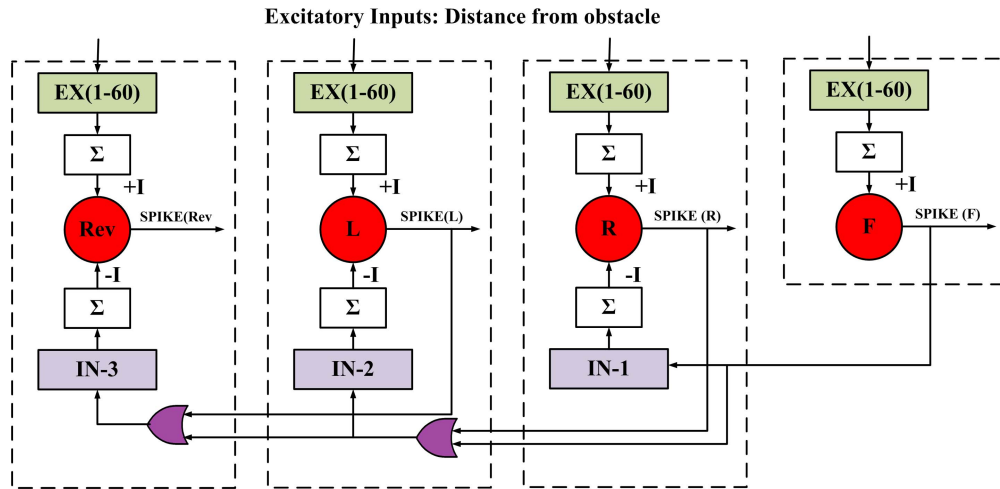 Excitatory Inputs: Distance from obstacle
EX(1-60)
EX(1-60)
EX(1-60)
EX(1-60)
Σ
Σ
Σ
Σ
+I
+I
+I
+I
Rev
SPIKE(Rev
L
SPIKE(L)
R
SPIKE (R)
F
SPIKE (F)
-I
-I
-I
Σ
Σ
Σ
IN-3
IN-2
IN-1